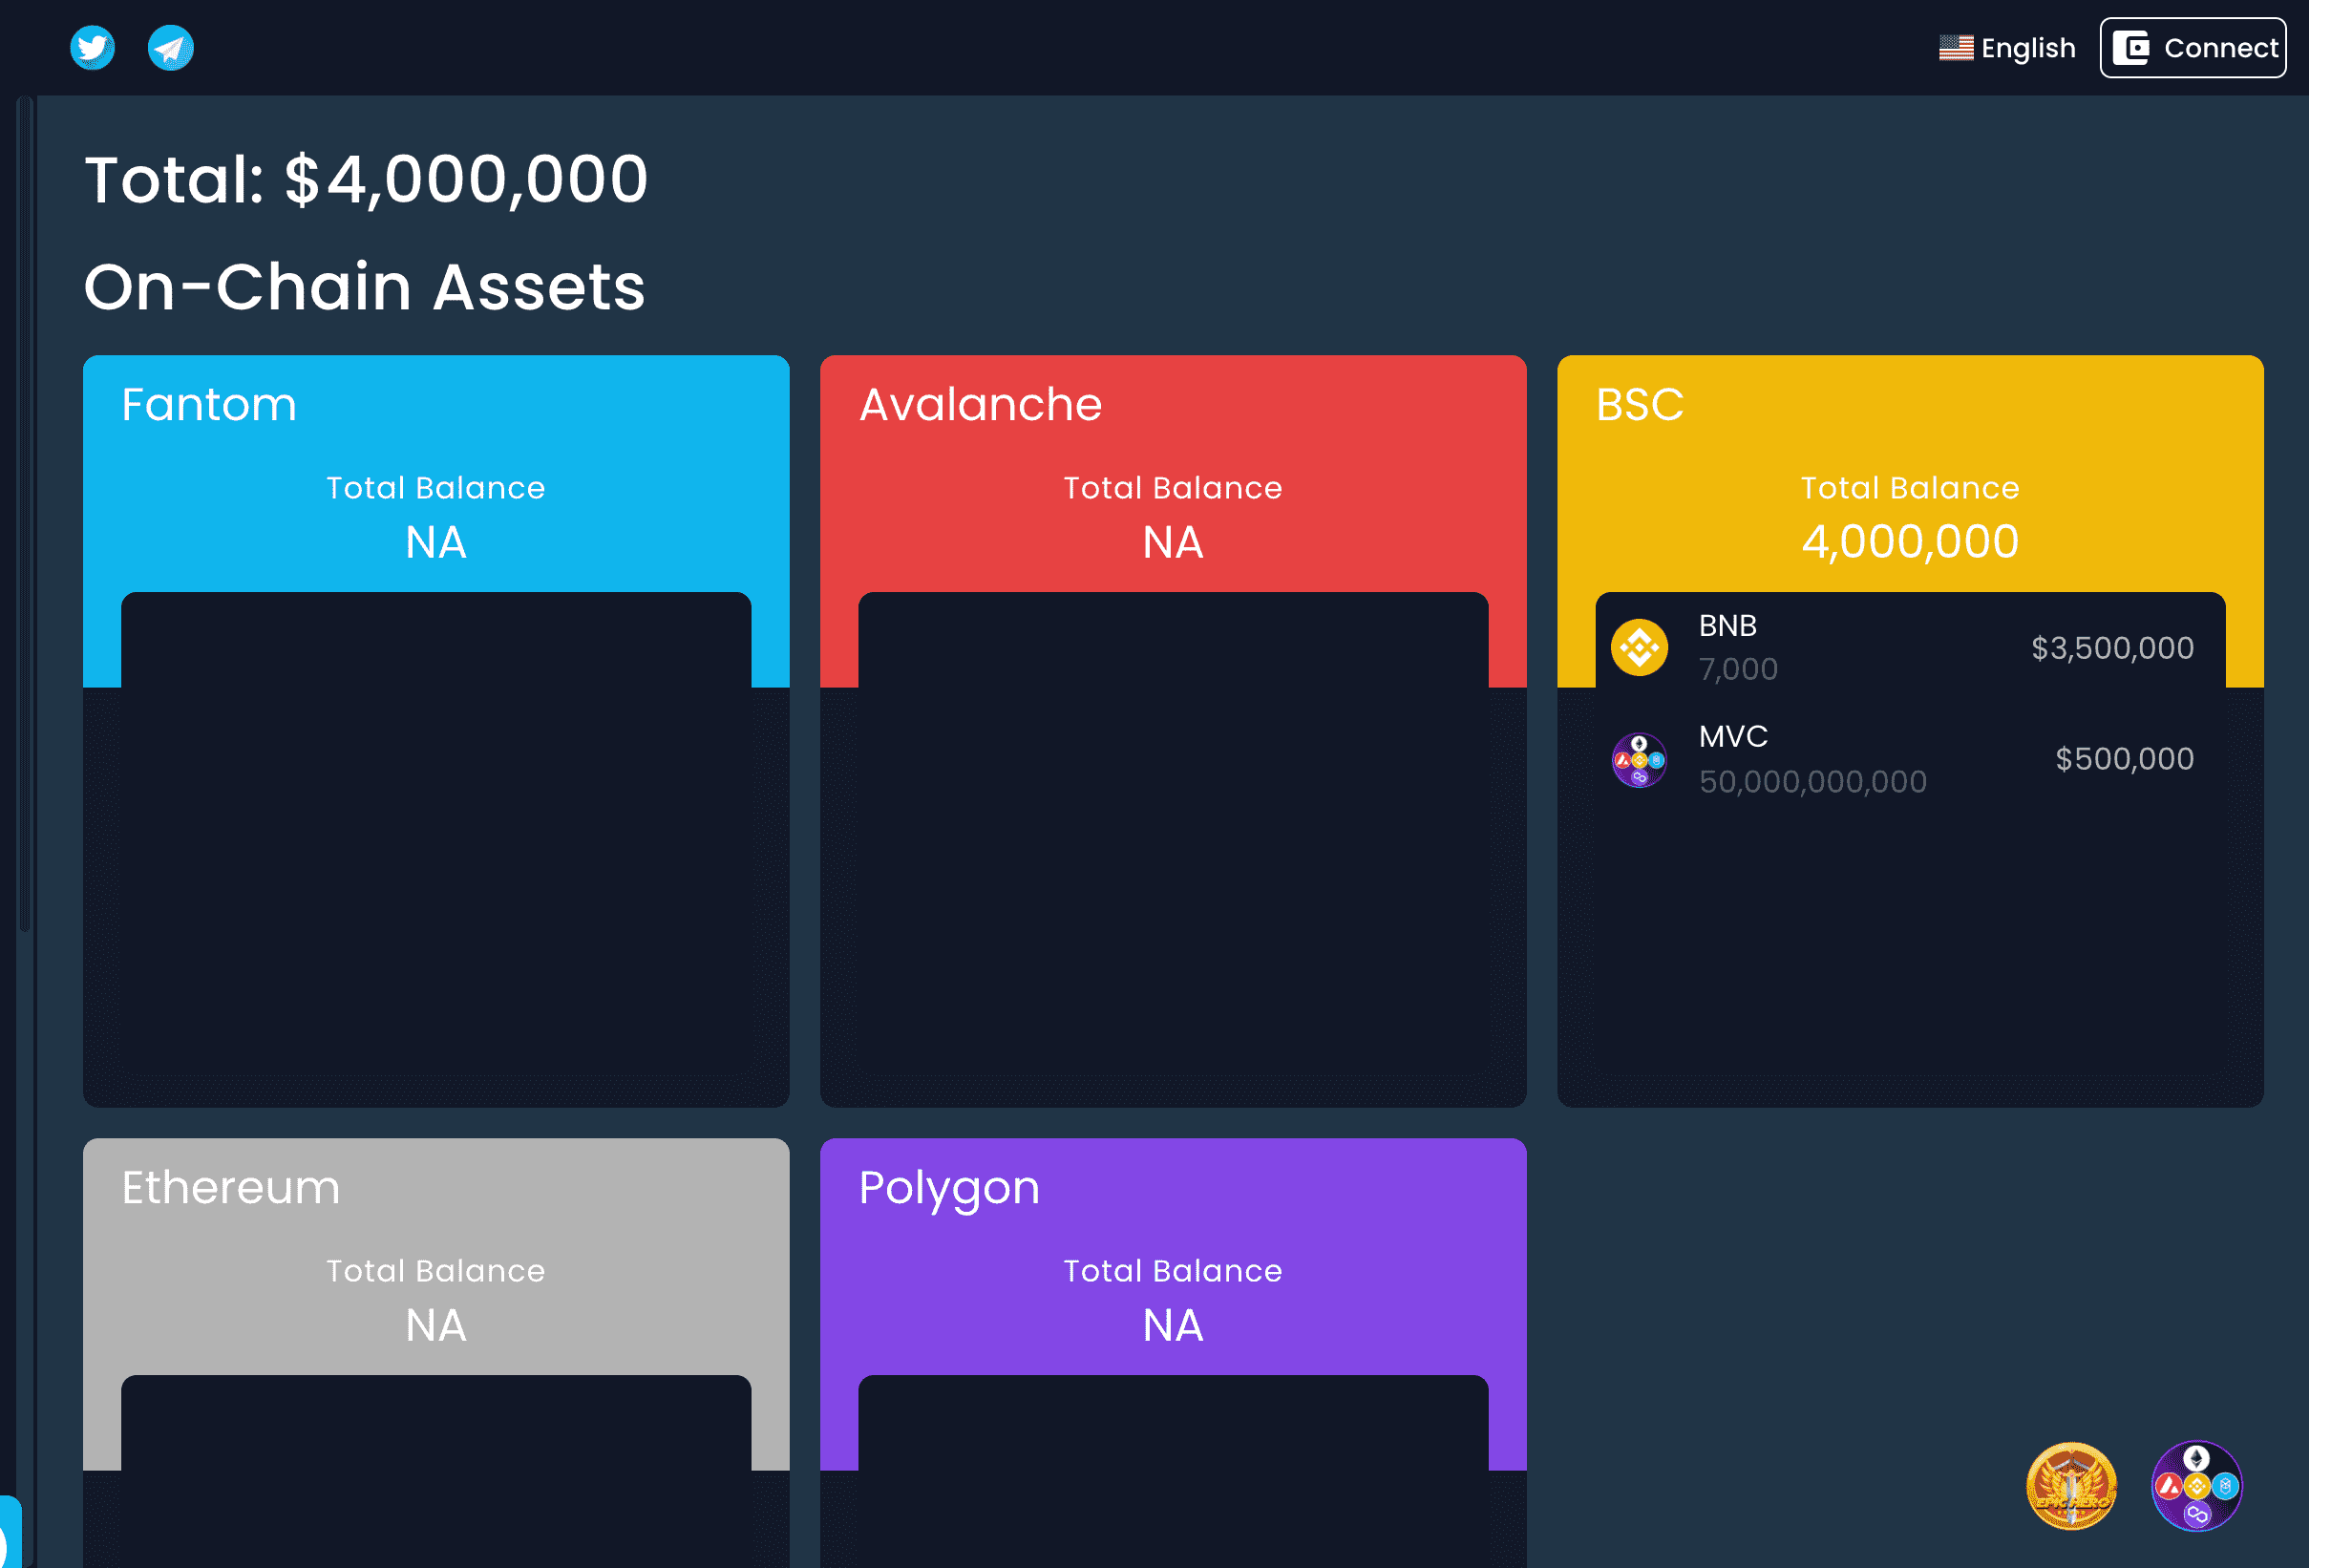 English
Connect
Total: $4,000,000
On-Chain Assets
Fantom
Total Balance
NA
Avalanche
Total Balance
NA
BSC
Total Balance
4,000,000
BNB
7,000
$3,500,000
MVC
50,000,000,000
$500,000
Ethereum
Total Balance
NA
Polygon
Total Balance
NA
EPIC HERO